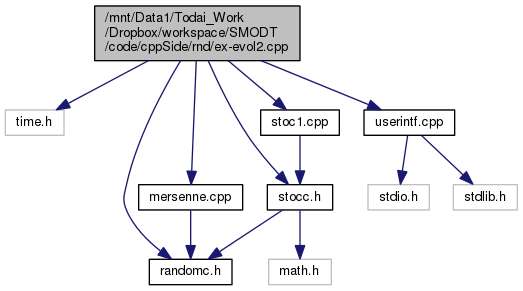 /mnt/Data1/Todai_Work
/Dropbox/workspace/SMODT
/code/cppSide/rnd/ex-evol2.cpp
time.h
stoc1.cpp
userintf.cpp
mersenne.cpp
stocc.h
stdio.h
stdlib.h
randomc.h
math.h